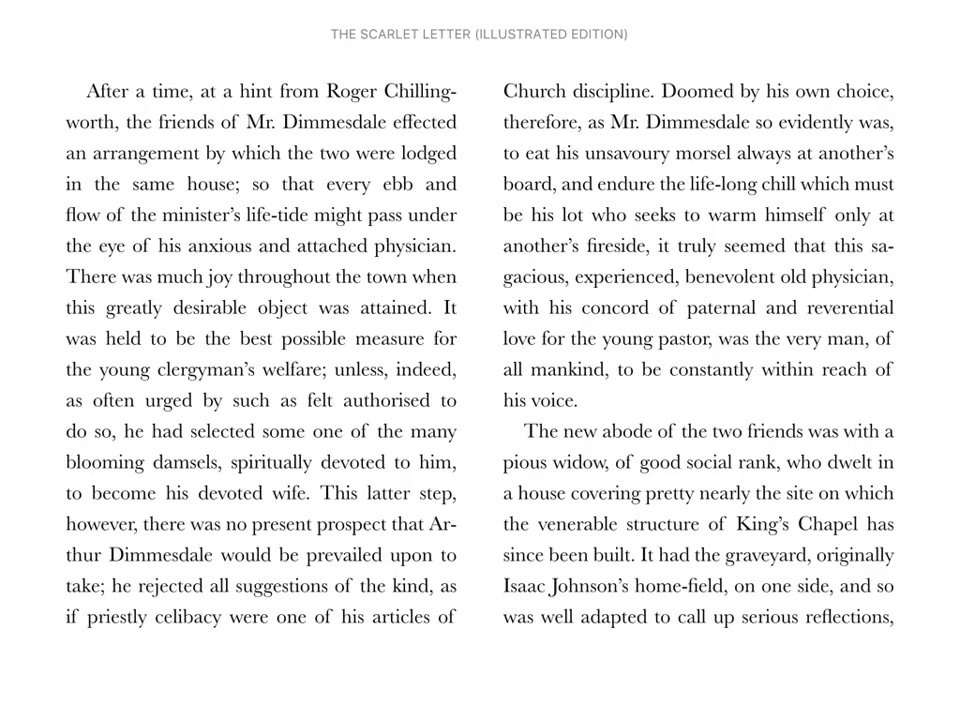 THE SCARLET LETTER (ILLUSTRATED EDITION)
After a time, at a hint from Roger Chilling-
worth, the friends of Mr. Dimmesdale effected
an arrangement by which the two were lodged
in the same house; so that every ebb and
flow of the minister’s life-tide might pass under
the eye of his anxious and attached physician.
There was much joy throughout the town when
this greatly desirable object was attained. It
was held to be the best possible measure for
the young clergyman’s welfare; unless, indeed,
as often urged by such as felt authorised to
do so, he had selected some one of the many
blooming damsels, spiritually devoted to him,
to become his devoted wife. This latter step,
however, there was no present prospect that Ar-
thur Dimmesdale would be prevailed upon to
take; he rejected all suggestions of the kind, as
if priestly celibacy were one of his articles of
Church discipline. Doomed by his own choice,
therefore, as Mr. Dimmesdale so evidently was,
to eat his unsavoury morsel always at another’s
board, and endure the life-long chill which must
be his lot who seeks to warm himself only at
another’s fireside, it truly seemed that this sa-
gacious, experienced, benevolent old physician,
with his concord of paternal and reverential
love for the young pastor, was the very man, of
all mankind, to be constantly within reach of
his voice.
The new abode of the two friends was with a
pious widow, of good social rank, who dwelt in
a house covering pretty nearly the site on which
the venerable structure of King’s Chapel has
since been built. It had the graveyard, originally
Isaac Johnson’s home-field, on one side, and so
was well adapted to call up serious reflections,